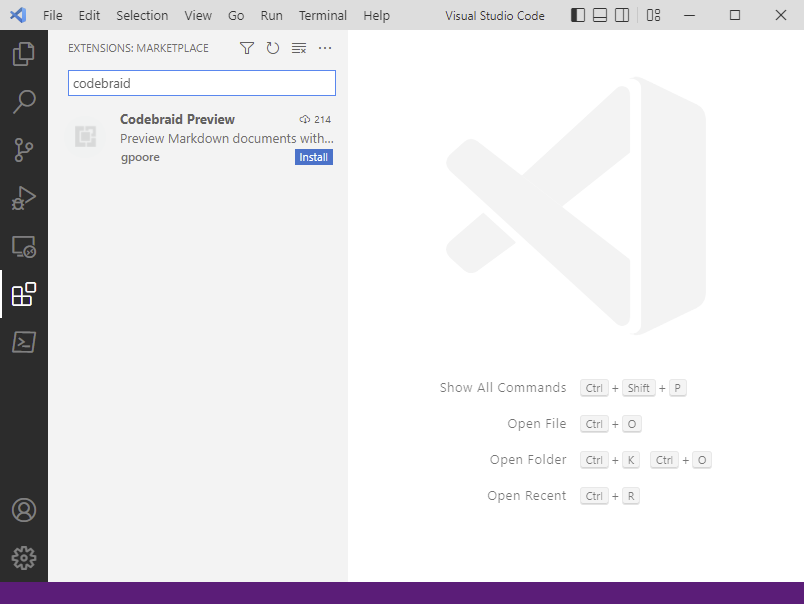 File Edit Selection View Go Run Terminal Help Visual Studio Code
EXTENSIONS: MARKETPLACE
codebraid
Codebraid Preview 214
Preview Markdown documents with...
gpoore Install
Show All Commands Ctrl + Shift + P
Open File Ctrl + O
Open Folder Ctrl + K Ctrl + O
Open Recent Ctrl + R